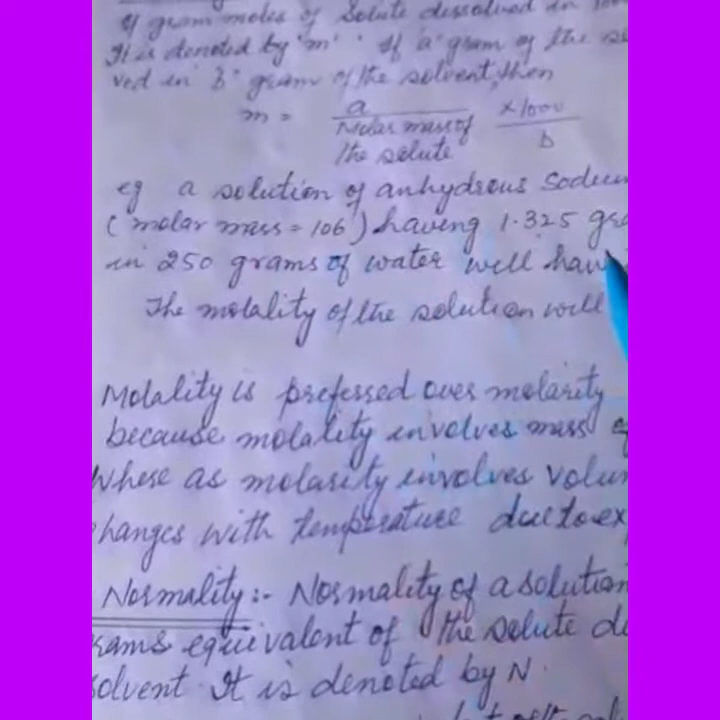 of gram moles of solute dissolved in
It is denoted by 'm'. If 'a' gram of the
ved in 'b' gram of the solvent, then
m = a / Molar mass of the solute × 1000 / b
eg a solution of anhydrous Sodium
(molar mass = 106) having 1.325
in 250 grams of water will have
The molality of the solution will
Molality is preferred over molarity
because molality involves mass
Where as molarity involves
changes with temperature due to
Normality :- Normality of a solution
grams equivalent of the solute
solvent. It is denoted by N.